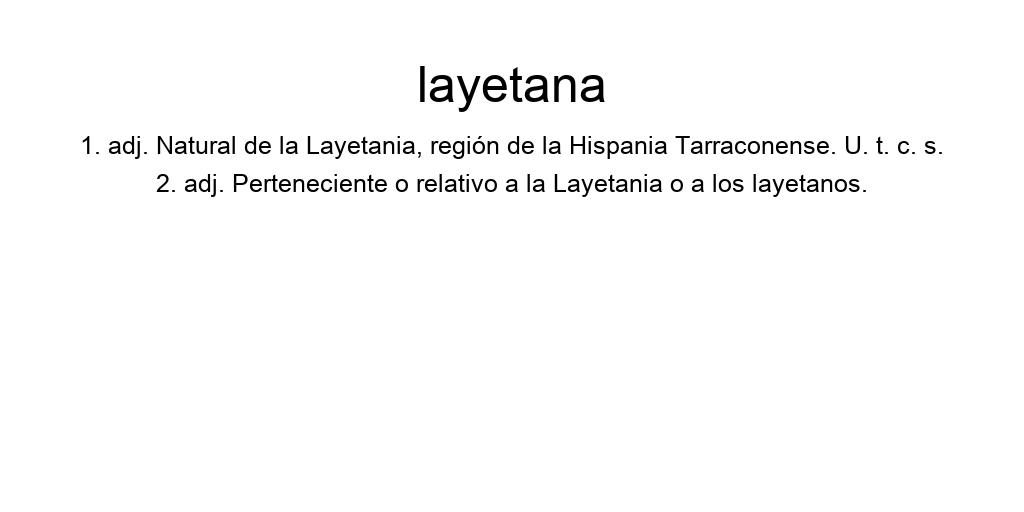 layetana
1. adj. Natural de la Layetania, región de la Hispania Tarraconense. U. t. c. s.
2. adj. Perteneciente o relativo a la Layetania o a los layetanos.